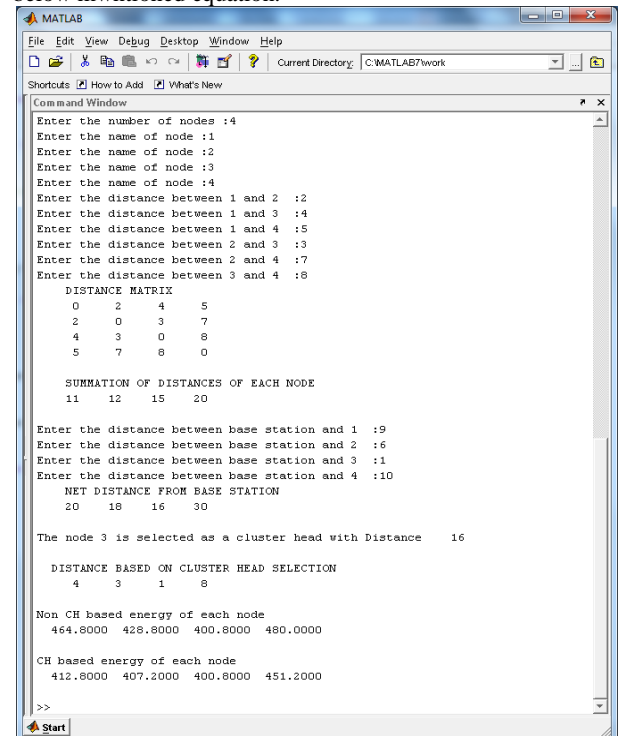 below mwntioned equation.
MATLAB
File Edit View Debug Desktop Window Help
Current Directory: C:\MATLAB7\work
Shortcuts How to Add What's New
Command Window
Enter the number of nodes :4
Enter the name of node :1
Enter the name of node :2
Enter the name of node :3
Enter the name of node :4
Enter the distance between 1 and 2 :2
Enter the distance between 1 and 3 :4
Enter the distance between 1 and 4 :5
Enter the distance between 2 and 3 :3
Enter the distance between 2 and 4 :7
Enter the distance between 3 and 4 :8
DISTANCE MATRIX
0 2 4 5
2 0 3 7
4 3 0 8
5 7 8 0
SUMMATION OF DISTANCES OF EACH NODE
11 12 15 20
Enter the distance between base station and 1 :9
Enter the distance between base station and 2 :6
Enter the distance between base station and 3 :1
Enter the distance between base station and 4 :10
NET DISTANCE FROM BASE STATION
20 18 16 30
The node 3 is selected as a cluster head with Distance 16
DISTANCE BASED ON CLUSTER HEAD SELECTION
4 3 1 8
Non CH based energy of each node
464.8000 428.8000 400.8000 480.0000
CH based energy of each node
412.8000 407.2000 400.8000 451.2000
>>
Start